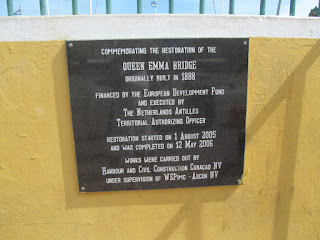 COMMEMORATING THE RESTORATION OF THE
QUEEN EMMA BRIDGE
ORIGINALLY BUILT IN 1888
FINANCED BY THE EUROPEAN DEVELOPMENT FUND
AND EXECUTED BY
THE NETHERLANDS ANTILLES
TERRITORIAL AUTHORIZING OFFICER
RESTORATION STARTED ON 1 AUGUST 2005
AND WAS COMPLETED ON 12 MAY 2006
WORKS WERE CARRIED OUT BY
HARBOUR AND CIVIL CONSTRUCTION CURAÇAO NV
UNDER SUPERVISION OF WSPIMC - ASCON NV